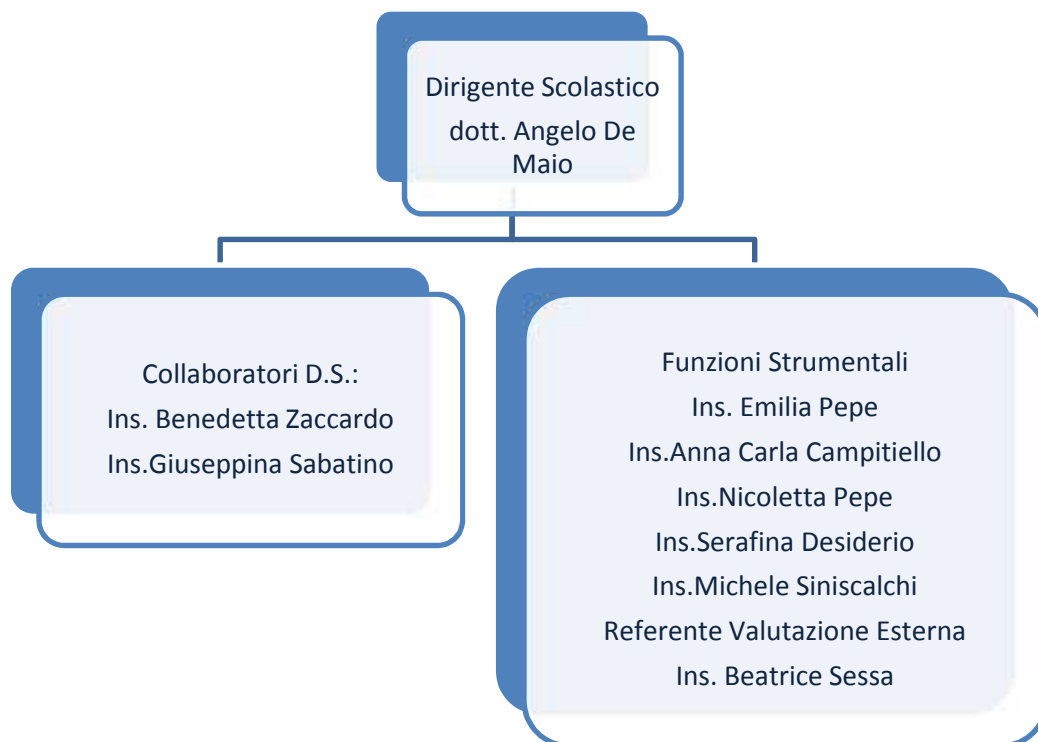 Dirigente Scolastico
dott. Angelo De
Maio
Collaboratori D.S.:
Ins. Benedetta Zaccardo
Ins.Giuseppina Sabatino
Funzioni Strumentali
Ins. Emilia Pepe
Ins.Anna Carla Campitiello
Ins.Nicoletta Pepe
Ins.Serafina Desiderio
Ins.Michele Siniscalchi
Referente Valutazione Esterna
Ins. Beatrice Sessa